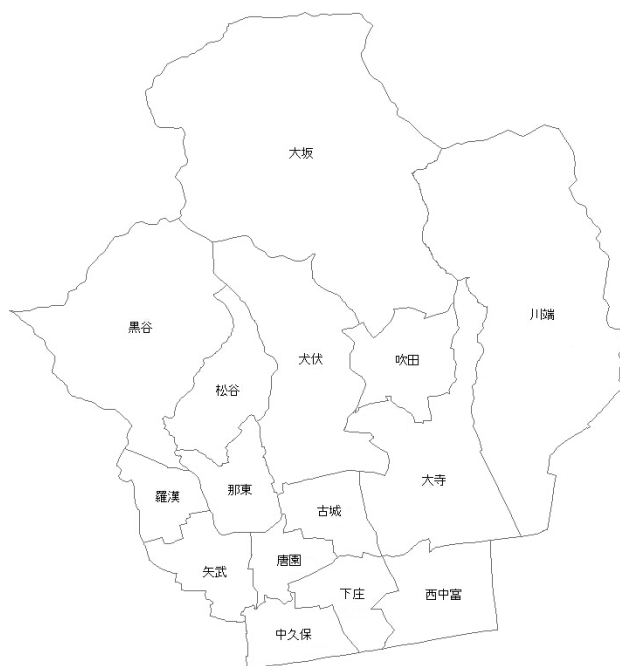 大坂
川端
黒谷
犬伏
吹田
松谷
大寺
那東
羅漢
古城
唐園
矢武
下庄
西中富
中久保